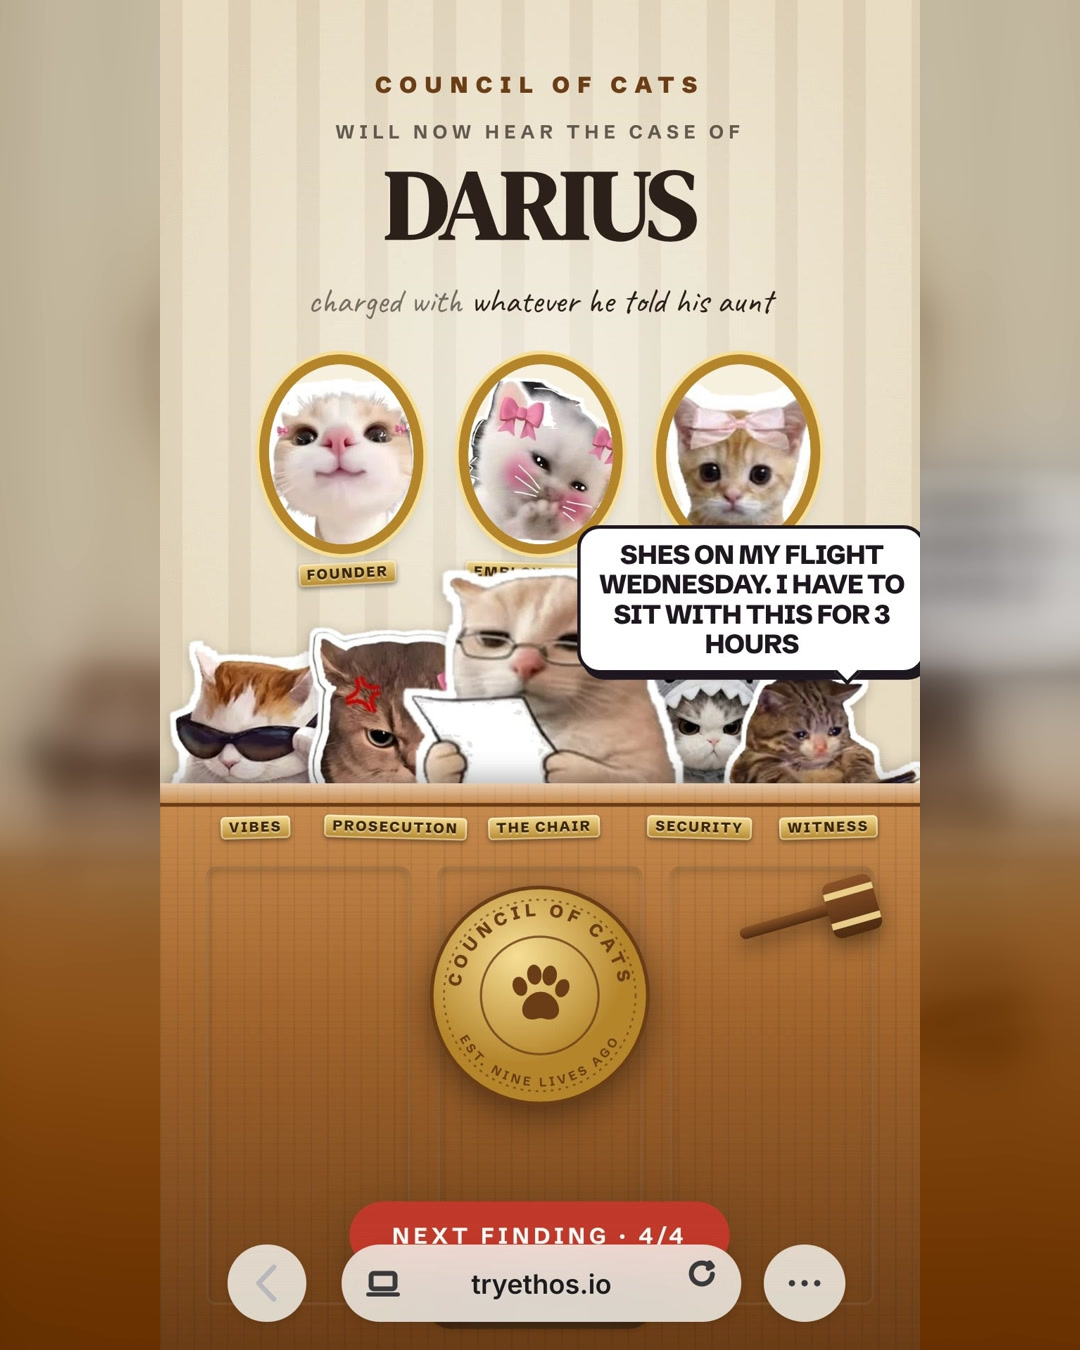 COUNCIL OF CATS
WILL NOW HEAR THE CASE OF
DARIUS
charged with whatever he told his aunt
SHES ON MY FLIGHT
WEDNESDAY. I HAVE TO
SIT WITH THIS FOR 3
HOURS
FOUNDER
VIBES
PROSECUTION
THE CHAIR
SECURITY
WITNESS
COUNCIL OF CATS
EST. NINE LIVES AGO
NEXT FINDING · 4/4
tryethos.io